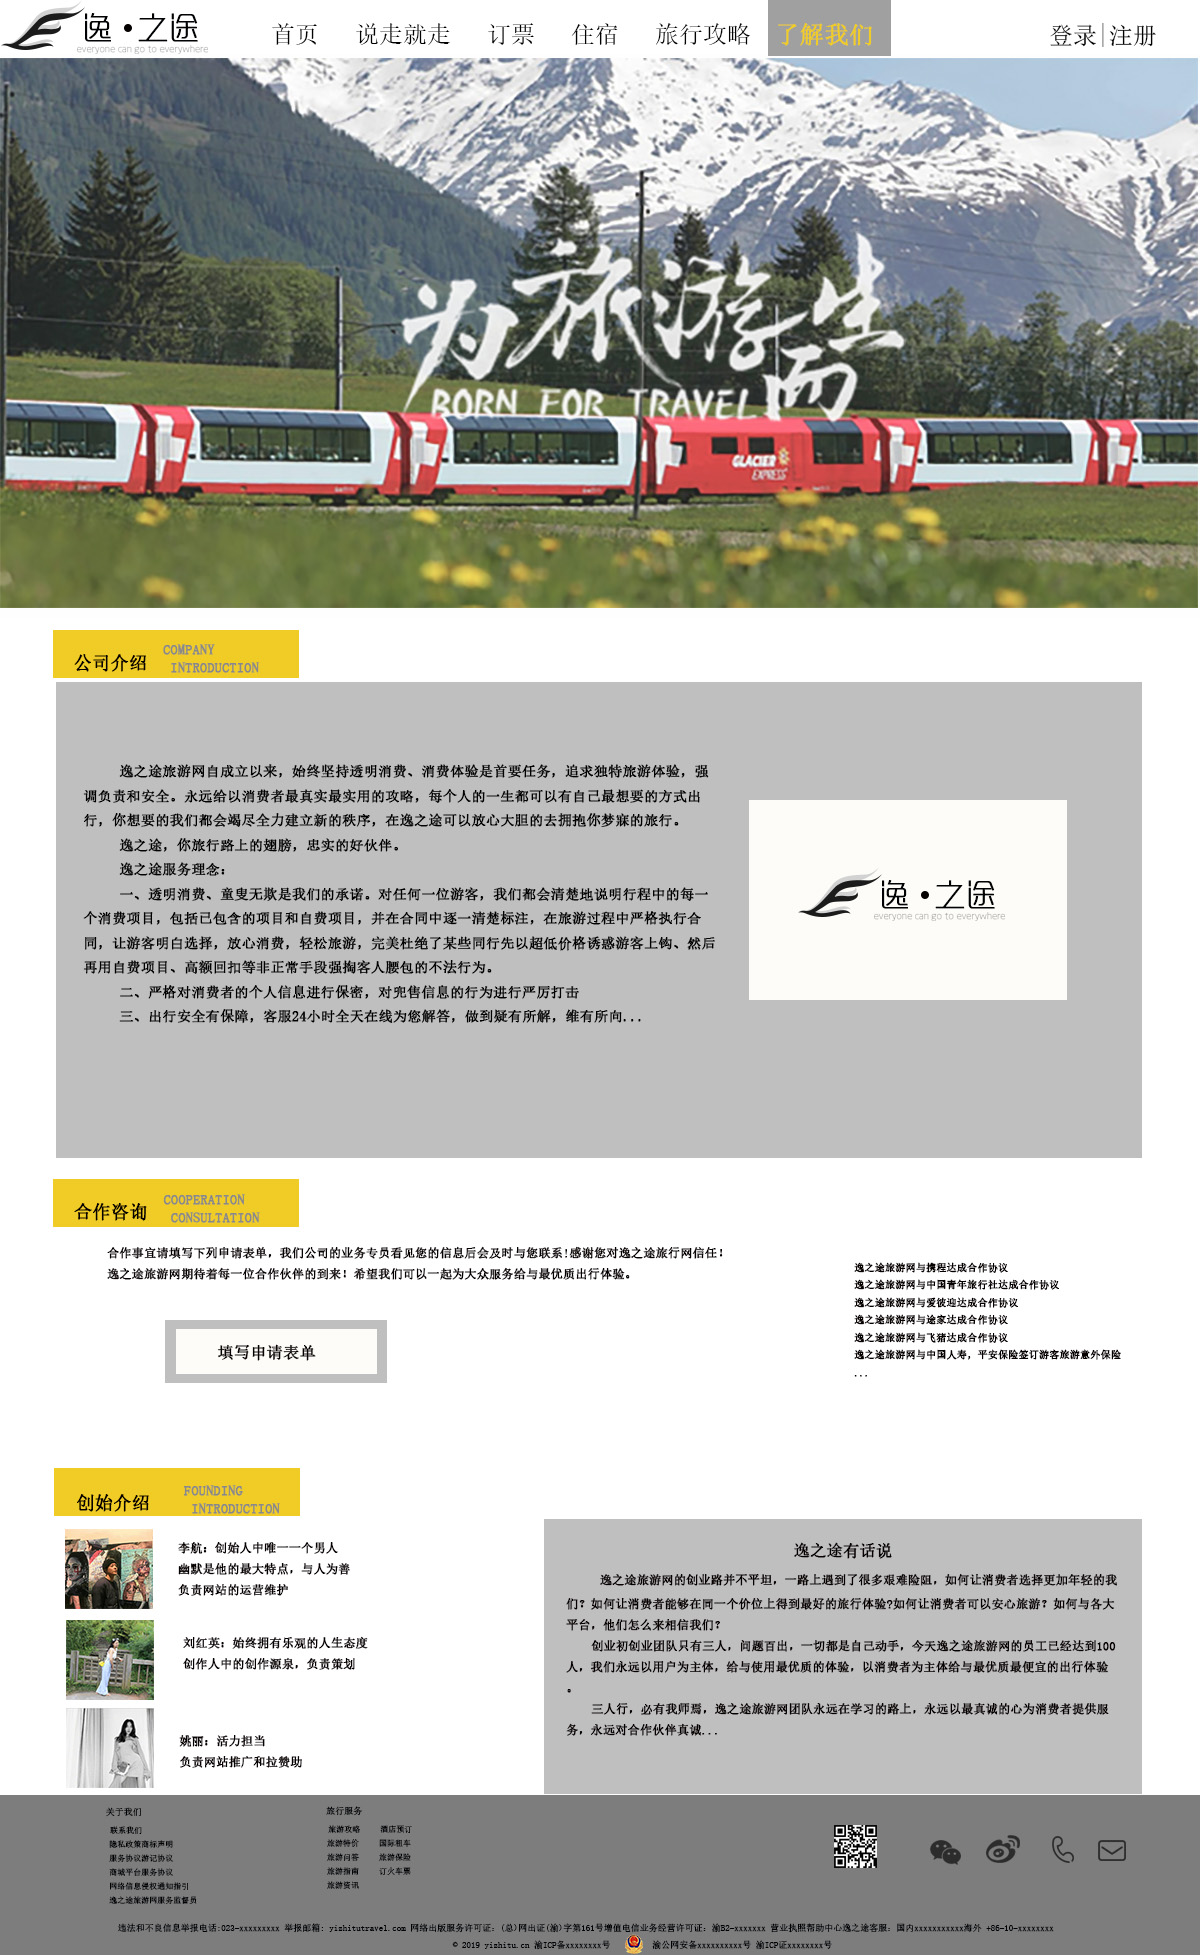 逸·之途
everyone can go to everywhere
首页 说走就走 订票 住宿 旅行攻略 了解我们 登录 | 注册
为旅游而生
BORN FOR TRAVEL
GLACIER
EXPRESS
公司介绍 COMPANY
INTRODUCTION
逸之途旅游网自成立以来，始终坚持透明消费、消费体验是首要任务，追求独特旅游体验，强
调负责和安全。永远给以消费者最真实最实用的攻略，每个人的一生都可以有自己最想要的方式出
行，你想要的我们都会竭尽全力建立新的秩序，在逸之途可以放心大胆的去拥抱你梦寐的旅行。
逸之途，你旅行路上的翅膀，忠实的好伙伴。
逸之途服务理念：
一、透明消费、童叟无欺是我们的承诺。对任何一位游客，我们都会清楚地说明行程中的每一
个消费项目，包括已包含的项目和自费项目，并在合同中逐一清楚标注，在旅游过程中严格执行合
同，让游客明白选择，放心消费，轻松旅游，完美杜绝了某些同行先以超低价格诱惑游客上钩、然后
再用自费项目、高额回扣等非正常手段强掏客人腰包的不法行为。
二、严格对消费者的个人信息进行保密，对兜售信息的行为进行严厉打击
三、出行安全有保障，客服24小时全天在线为您解答，做到疑有所解，维有所向...
逸·之途
everyone can go to everywhere
合作咨询 COOPERATION
CONSULTATION
合作事宜请填写下列申请表单，我们公司的业务专员看见您的信息后会及时与您联系!感谢您对逸之途旅行网信任！
逸之途旅游网期待着每一位合作伙伴的到来！希望我们可以一起为大众服务给与最优质出行体验。
填写申请表单
逸之途旅游网与携程达成合作协议
逸之途旅游网与中国青年旅行社达成合作协议
逸之途旅游网与爱彼迎达成合作协议
逸之途旅游网与途家达成合作协议
逸之途旅游网与飞猪达成合作协议
逸之途旅游网与中国人寿，平安保险签订游客旅游意外保险
...
创始介绍 FOUNDING
INTRODUCTION
李航：创始人中唯一一个男人
幽默是他的最大特点，与人为善
负责网站的运营维护
刘红英：始终拥有乐观的人生态度
创作人中的创作源泉，负责策划
姚丽：活力担当
负责网站推广和拉赞助
逸之途有话说
逸之途旅游网的创业路并不平坦，一路上遇到了很多艰难险阻，如何让消费者选择更加年轻的我
们？如何让消费者能够在同一个价位上得到最好的旅行体验?如何让消费者可以安心旅游？如何与各大
平台，他们怎么来相信我们？
创业初创业团队只有三人，问题百出，一切都是自己动手，今天逸之途旅游网的员工已经达到100
人，我们永远以用户为主体，给与使用最优质的体验，以消费者为主体给与最优质最便宜的出行体验
。
三人行，必有我师焉，逸之途旅游网团队永远在学习的路上，永远以最真诚的心为消费者提供服
务，永远对合作伙伴真诚...
关于我们
联系我们
隐私政策商标声明
服务协议游记协议
商城平台服务协议
网络信息侵权通知指引
逸之途旅游网服务监督员
旅行服务
旅游攻略 酒店预订
旅游特价 国际租车
旅游问答 旅游保险
旅游指南 订火车票
旅游资讯
违法和不良信息举报电话:023-xxxxxxxxx 举报邮箱: yizhitutravel.com 网络出版服务许可证：(总)网出证(渝)字第161号增值电信业务经营许可证：渝B2-xxxxxxx 营业执照帮助中心逸之途客服：国内xxxxxxxxxxx海外 +86-10-xxxxxxxx
© 2019 yizhitu.cn 渝ICP备xxxxxxxx号 渝公网安备xxxxxxxxxx号 渝ICP证xxxxxxxx号